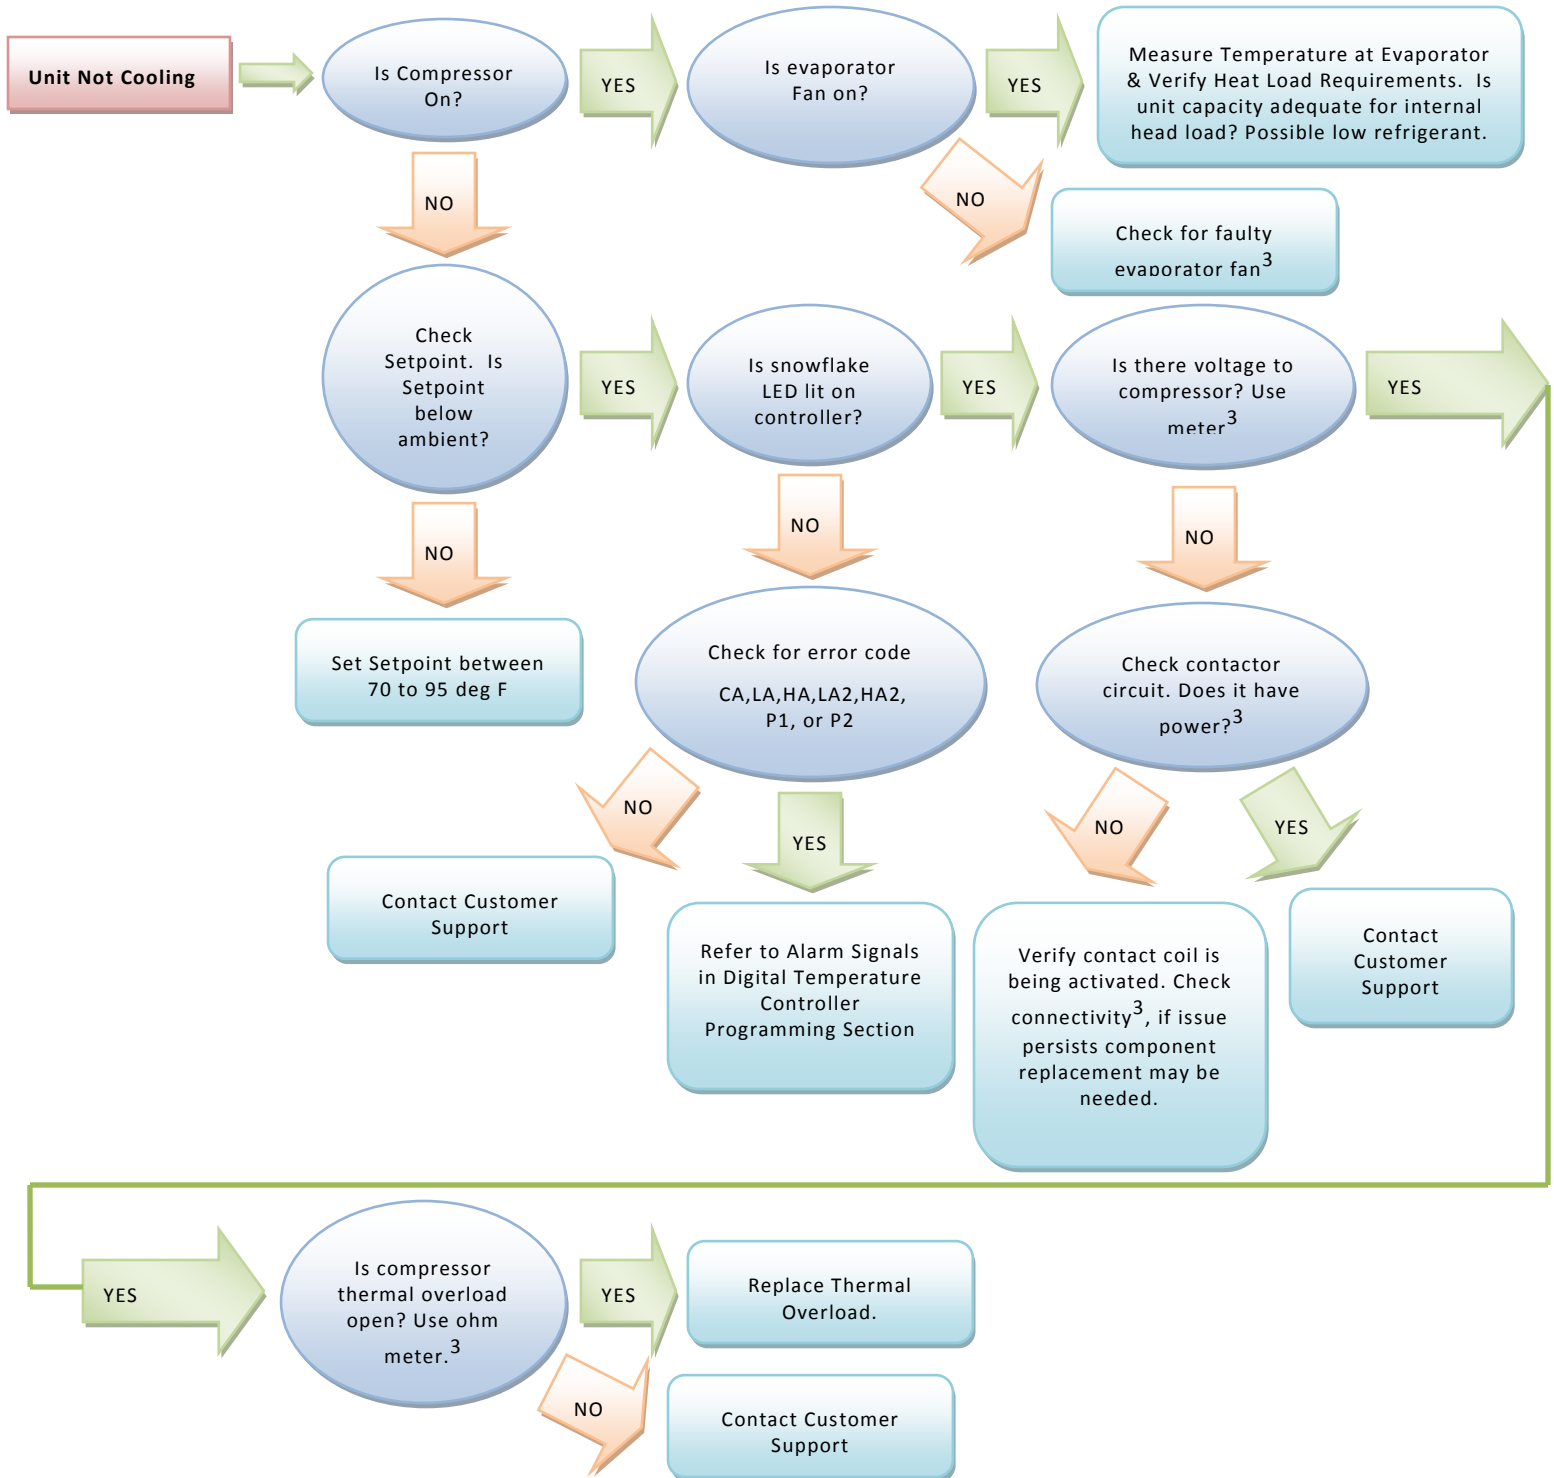 Unit Not Cooling
Is Compressor
On?
YES
Is evaporator
Fan on?
YES
Measure Temperature at Evaporator
& Verify Heat Load Requirements.  Is
unit capacity adequate for internal
head load? Possible low refrigerant.
NO
NO
Check for faulty
evaporator fan3
Check
Setpoint.  Is
Setpoint
below
ambient?
YES
Is snowflake
LED lit on
controller?
YES
Is there voltage to
compressor? Use
meter3
YES
NO
NO
NO
Set Setpoint between
70 to 95 deg F
Check for error code
CA,LA,HA,LA2,HA2,
P1, or P2
Check contactor
circuit. Does it have
power?3
NO
YES
NO
YES
Contact Customer
Support
Refer to Alarm Signals
in Digital Temperature
Controller
Programming Section
Verify contact coil is
being activated. Check
connectivity3, if issue
persists component
replacement may be
needed.
Contact
Customer
Support
YES
Is compressor
thermal overload
open? Use ohm
meter.3
YES
Replace Thermal
Overload.
NO
Contact Customer
Support